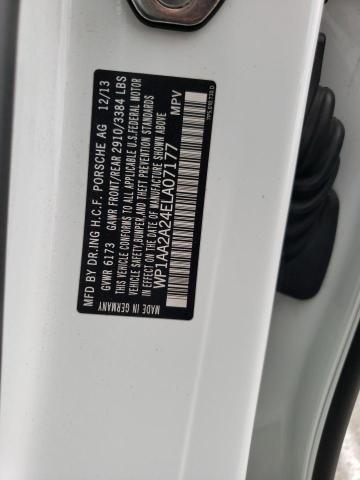 MFD BY DR.ING H.C.F. PORSCHE AG 12/13
GVWR 6173 GAWR FRONT/REAR 2910/3384 LBS
THIS VEHICLE CONFORMS TO ALL APPLICABLE U.S.FEDERAL MOTOR
VEHICLE SAFETY,BUMPER,AND THEFT PREVENTION STANDARDS
IN EFFECT ON THE DATE OF MANUFACTURE SHOWN ABOVE
WP1AA2A24ELA07177 MPV
MADE IN GERMANY